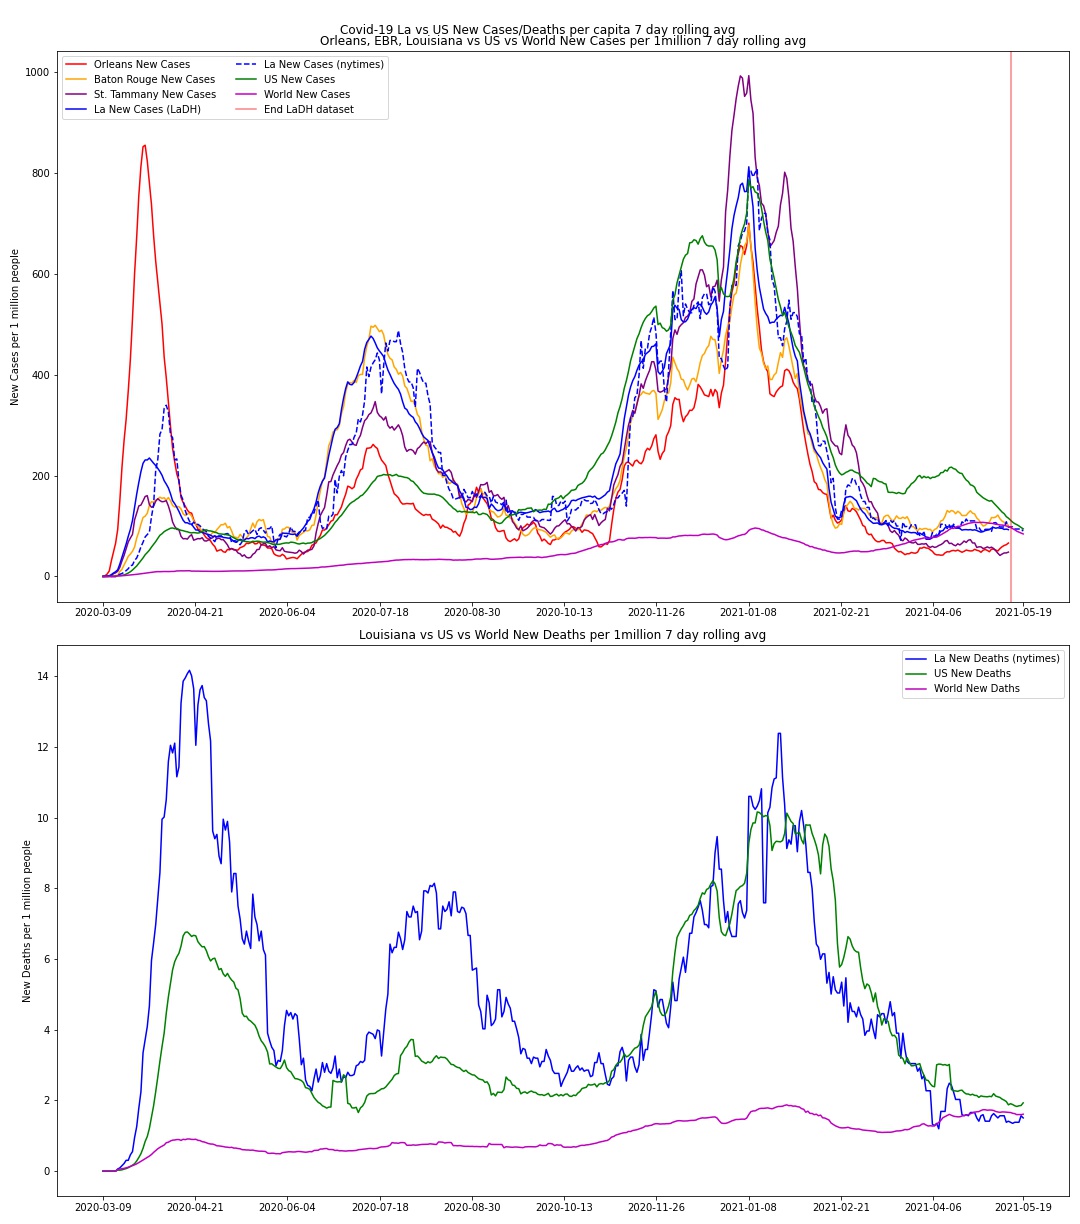 Covid-19 La vs US New Cases/Deaths per capita 7 day rolling avg
Orleans, EBR, Louisiana vs US vs World New Cases per 1million 7 day rolling avg
Orleans New Cases
Baton Rouge New Cases
St. Tammany New Cases
La New Cases (LaDH)
La New Cases (nytimes)
US New Cases
World New Cases
End LaDH dataset
New Cases per 1 million people
1000
800
600
400
200
0
2020-03-09 2020-04-21 2020-06-04 2020-07-18 2020-08-30 2020-10-13 2020-11-26 2021-01-08 2021-02-21 2021-04-06 2021-05-19
Louisiana vs US vs World New Deaths per 1million 7 day rolling avg
La New Deaths (nytimes)
US New Deaths
World New Daths
New Deaths per 1 million people
14
12
10
8
6
4
2
0
2020-03-09 2020-04-21 2020-06-04 2020-07-18 2020-08-30 2020-10-13 2020-11-26 2021-01-08 2021-02-21 2021-04-06 2021-05-19